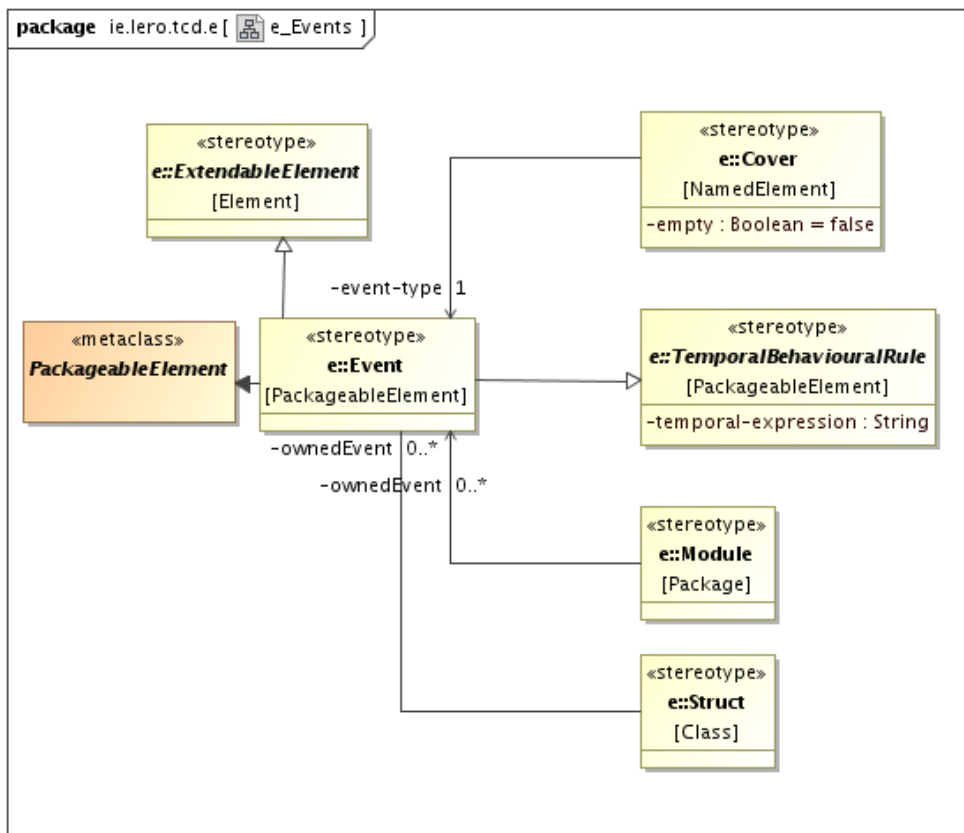 package ie.lero.tcd.e [ e_Events ]
«stereotype»
e::ExtendableElement
[Element]
«stereotype»
e::Cover
[NamedElement]
-empty : Boolean = false
-event-type 1
«metaclass»
PackageableElement
«stereotype»
e::Event
[PackageableElement]
«stereotype»
e::TemporalBehaviouralRule
[PackageableElement]
-temporal-expression : String
-ownedEvent 0..*
-ownedEvent 0..*
«stereotype»
e::Module
[Package]
«stereotype»
e::Struct
[Class]